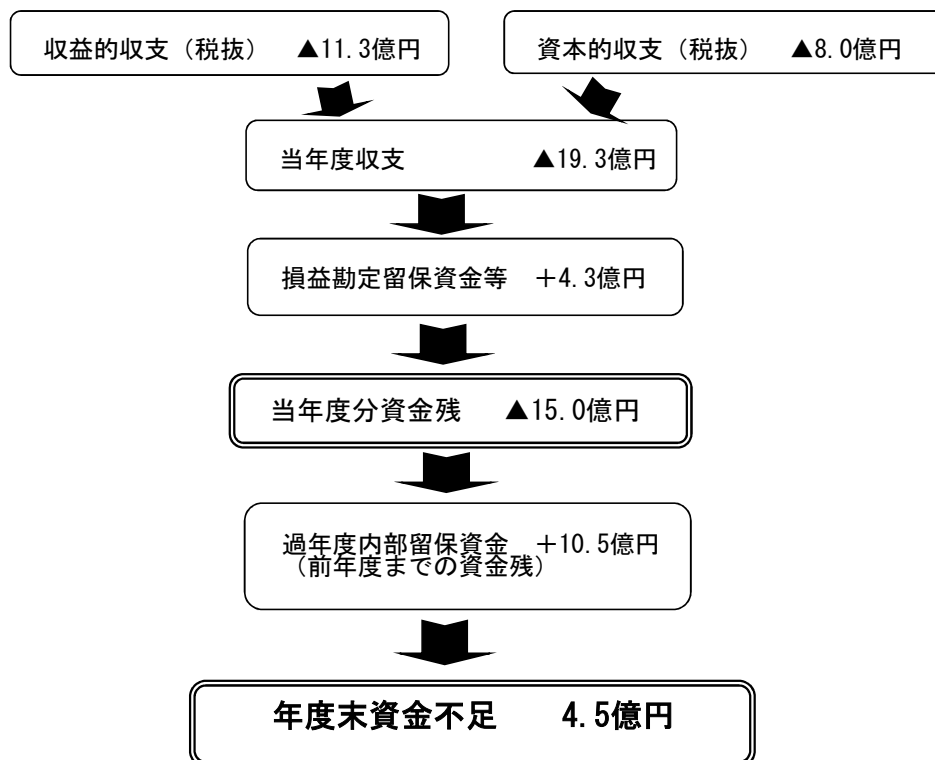 収益的収支（税抜） ▲11.3億円
資本的収支（税抜） ▲8.0億円
当年度収支 ▲19.3億円
損益勘定留保資金等 ＋4.3億円
当年度分資金残 ▲15.0億円
過年度内部留保資金 ＋10.5億円
（前年度までの資金残）
年度末資金不足 4.5億円